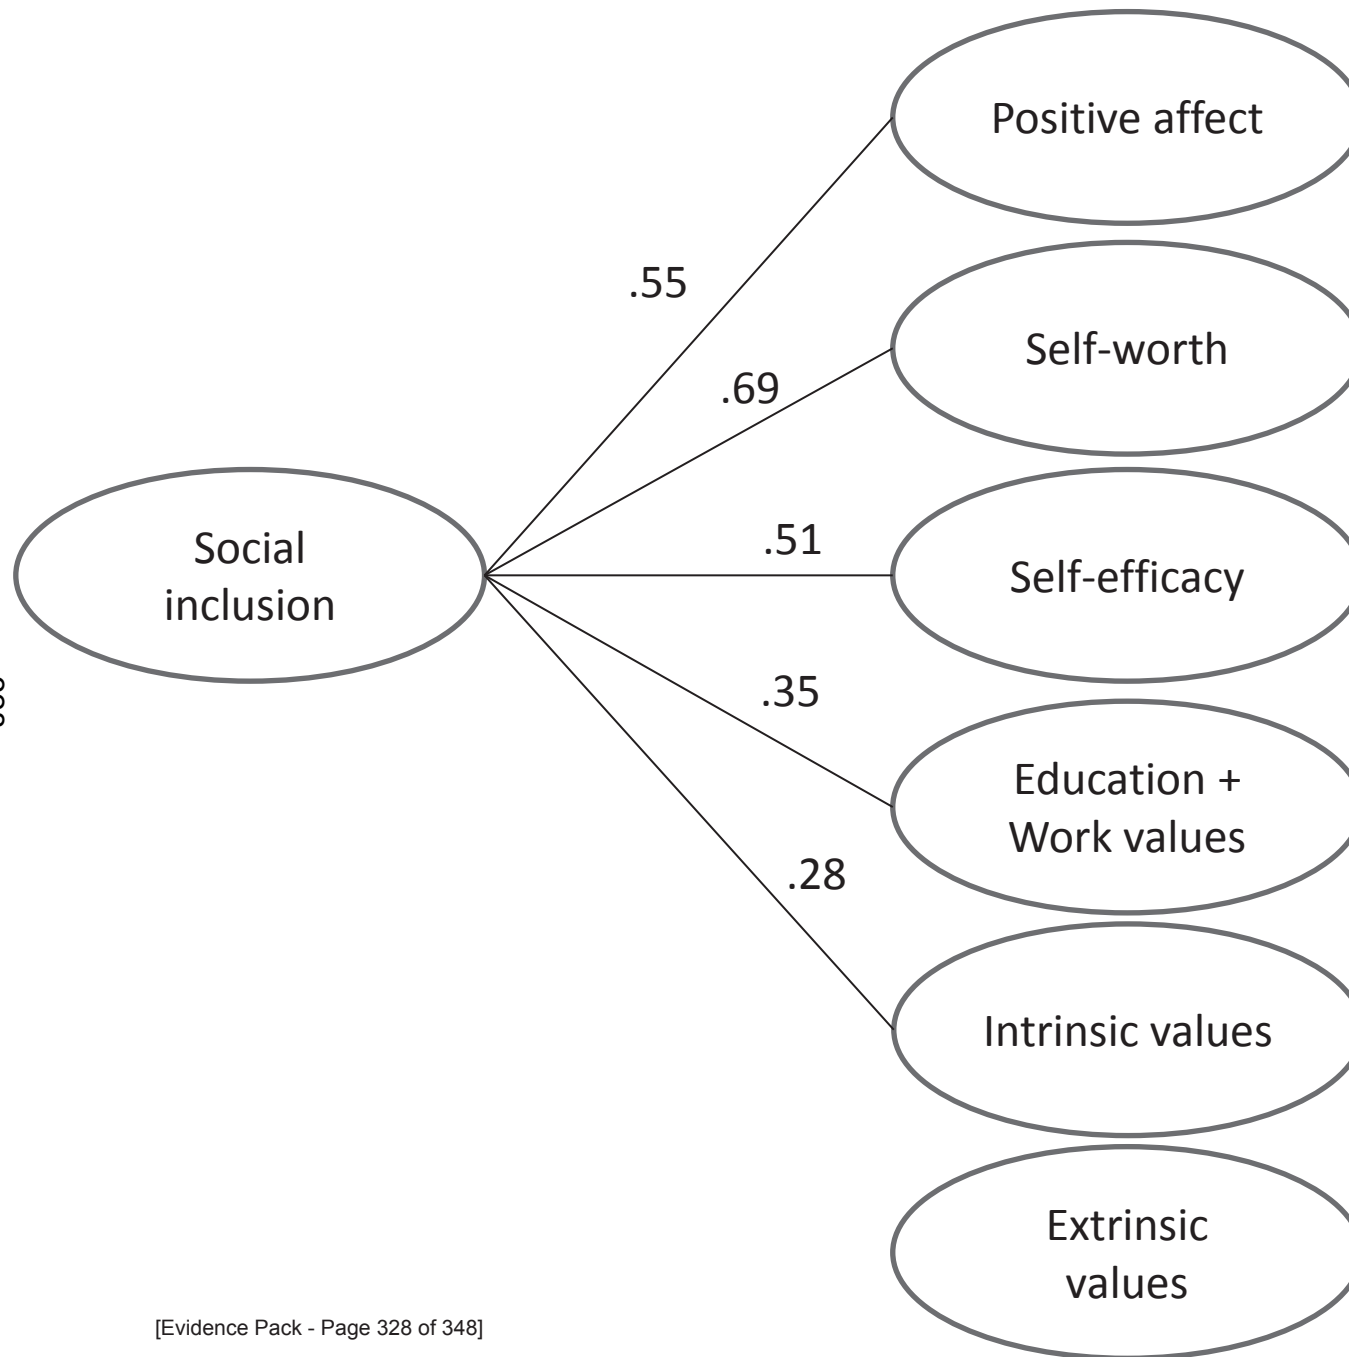 Positive affect
.55
Self-worth
.69
Social
inclusion
.51
Self-efficacy
.35
Education +
Work values
.28
Intrinsic values
Extrinsic
values
[Evidence Pack - Page 328 of 348]